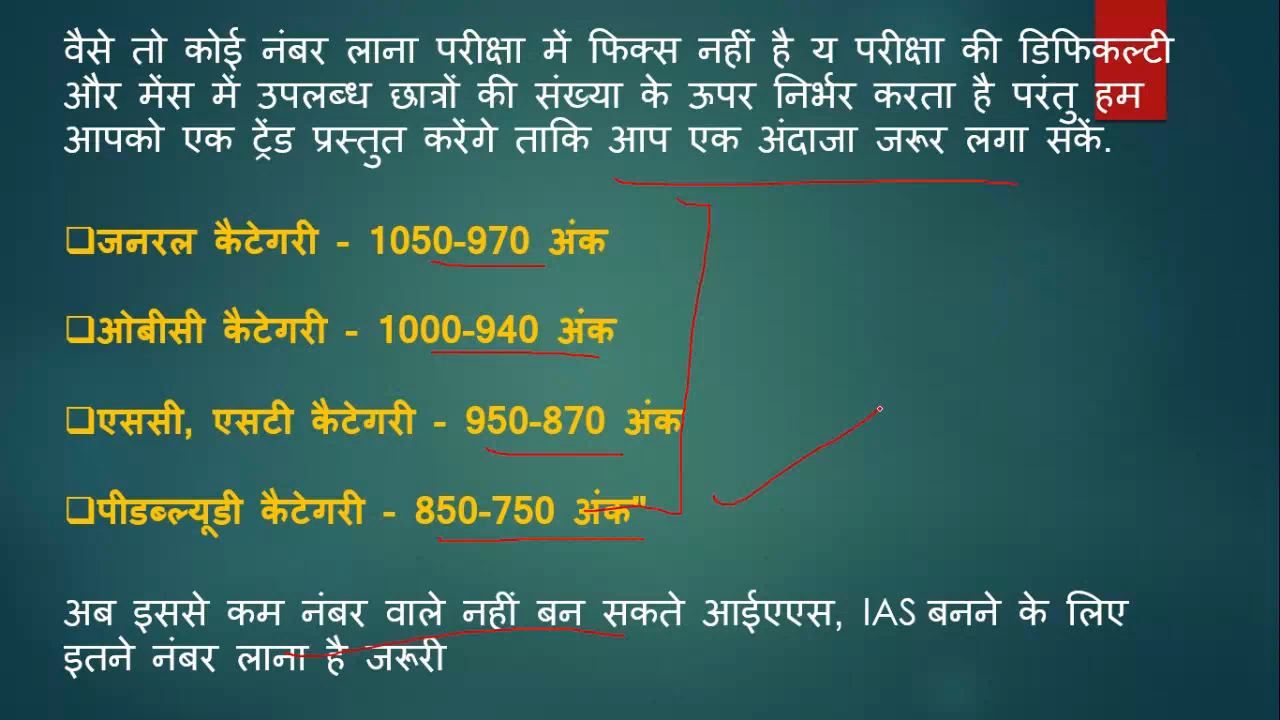 वैसे तो कोई नंबर लाना परीक्षा में फिक्स नहीं है य परीक्षा की डिफिकल्टी
और मेंस में उपलब्ध छात्रों की संख्या के ऊपर निर्भर करता है परंतु हम
आपको एक ट्रेंड प्रस्तुत करेंगे ताकि आप एक अंदाजा जरूर लगा सकें.
❑जनरल कैटेगरी - 1050-970 अंक
❑ओबीसी कैटेगरी - 1000-940 अंक
❑एससी, एसटी कैटेगरी - 950-870 अंक
❑पीडब्ल्यूडी कैटेगरी - 850-750 अंक"
अब इससे कम नंबर वाले नहीं बन सकते आईएएस, IAS बनने के लिए
इतने नंबर लाना है जरूरी